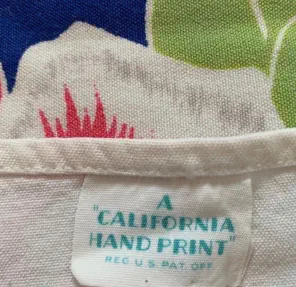 A
"CALIFORNIA
HAND PRINT"
REG U.S. PAT. OFF.